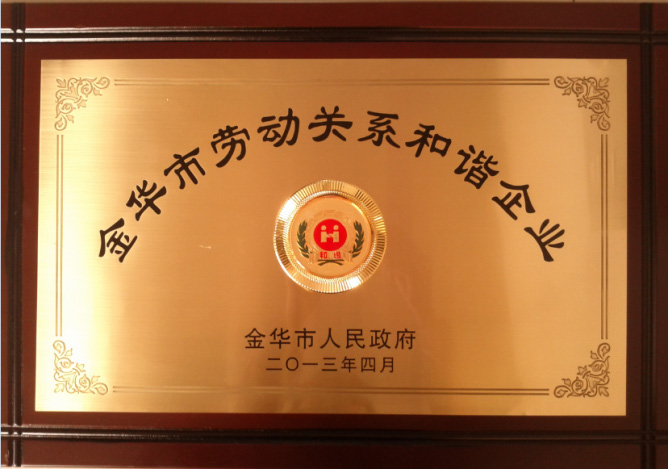 金华市劳动关系和谐企业
和谐
金华市人民政府
二〇一三年四月